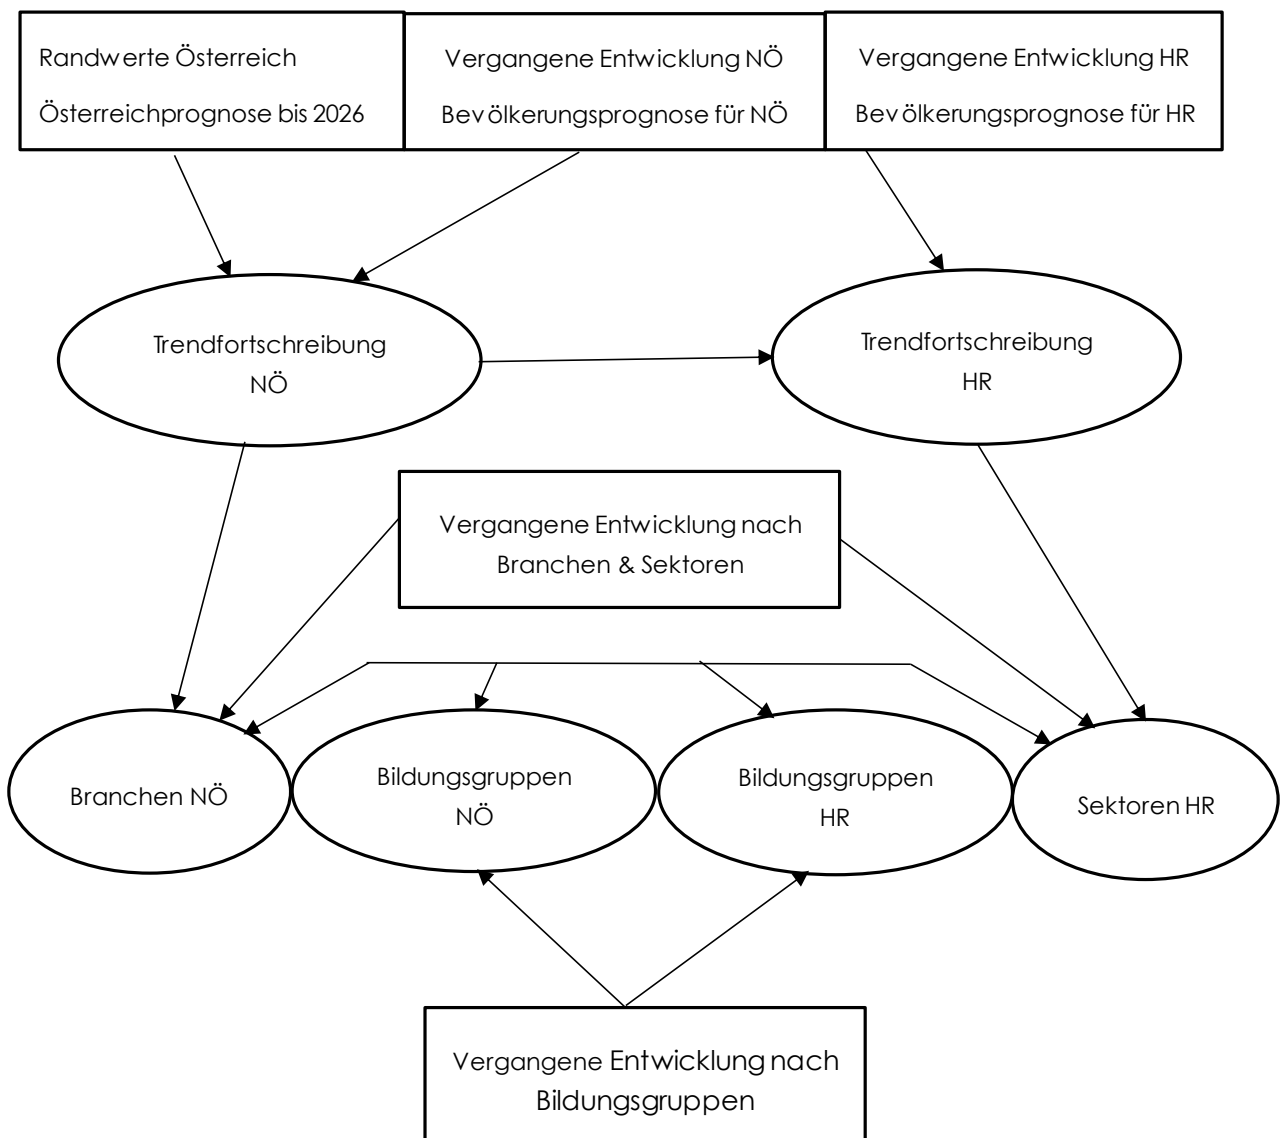 Randwerte Österreich
Österreichprognose bis 2026
Vergangene Entwicklung NÖ
Bevölkerungsprognose für NÖ
Vergangene Entwicklung HR
Bevölkerungsprognose für HR
Trendfortschreibung
NÖ
Trendfortschreibung
HR
Vergangene Entwicklung nach
Branchen & Sektoren
Branchen NÖ
Bildungsgruppen
NÖ
Bildungsgruppen
HR
Sektoren HR
Vergangene Entwicklung nach
Bildungsgruppen